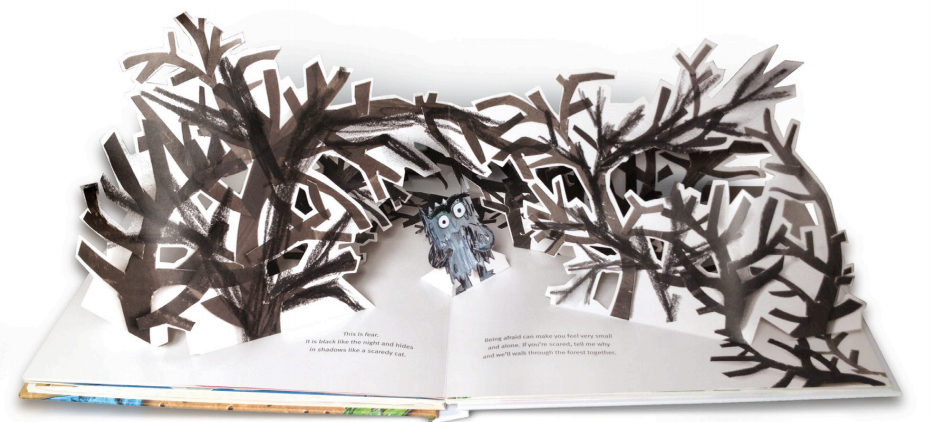 This is fear.
It is black like the night and hides
in shadows like a scaredy cat.
Being afraid can make you feel very small
and alone. If you're scared, tell me why
and we'll walk through the forest together.